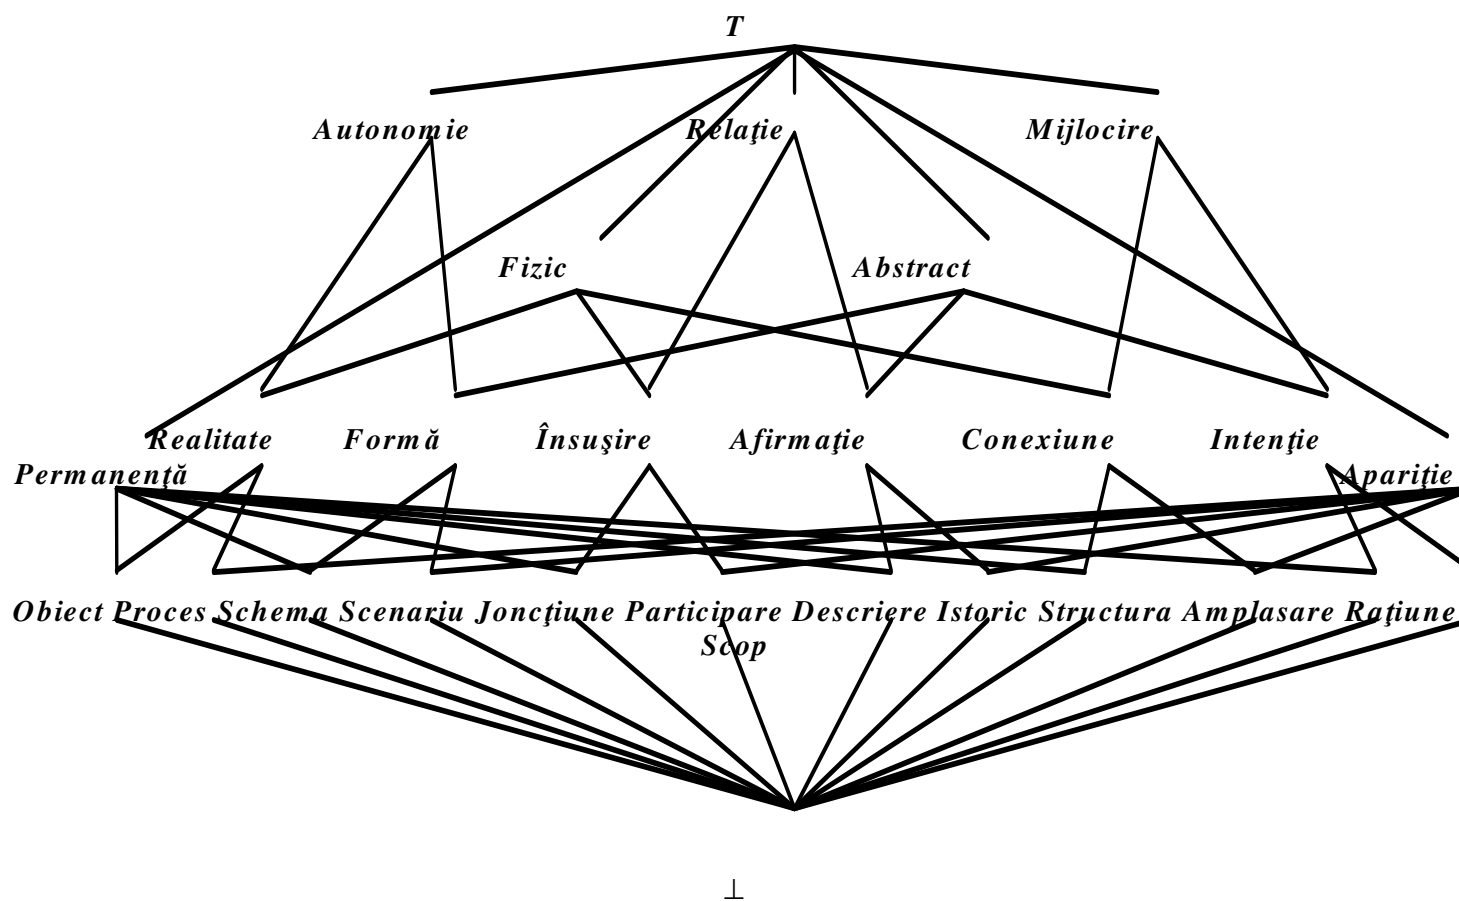 T
Autonomie Relaţie Mijlocire
Fizic Abstract
Realitate Formă Însuşire Afirmaţie Conexiune Intenţie
Permanenţă Apariţie
Obiect Proces Schema Scenariu Joncţiune Participare Descriere Istoric Structura Amplasare Raţiune
Scop
⊥